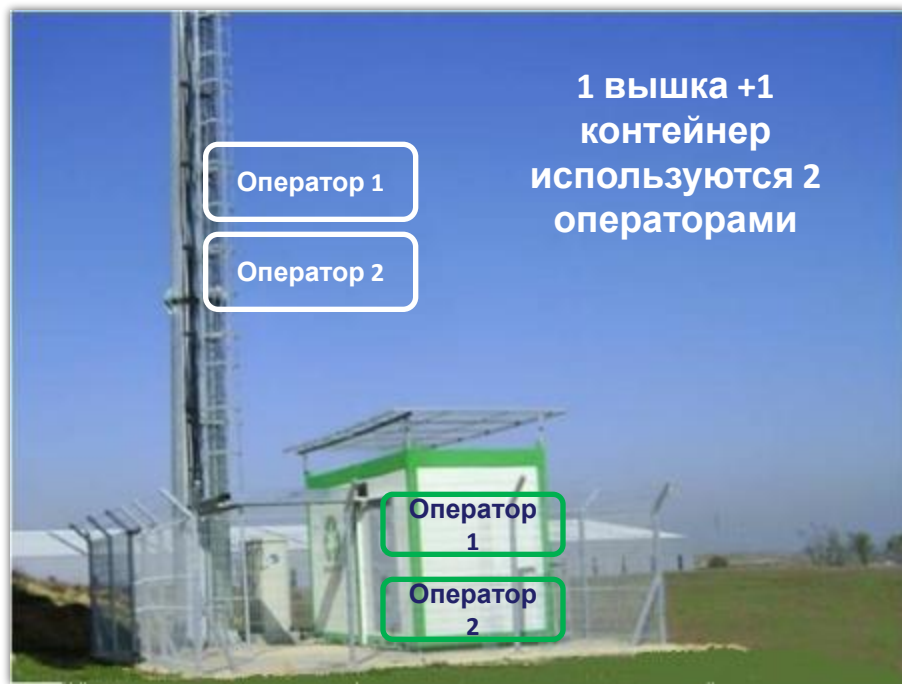 1 вышка +1
контейнер
используются 2
операторами
Оператор 1
Оператор 2
Оператор
1
Оператор
2